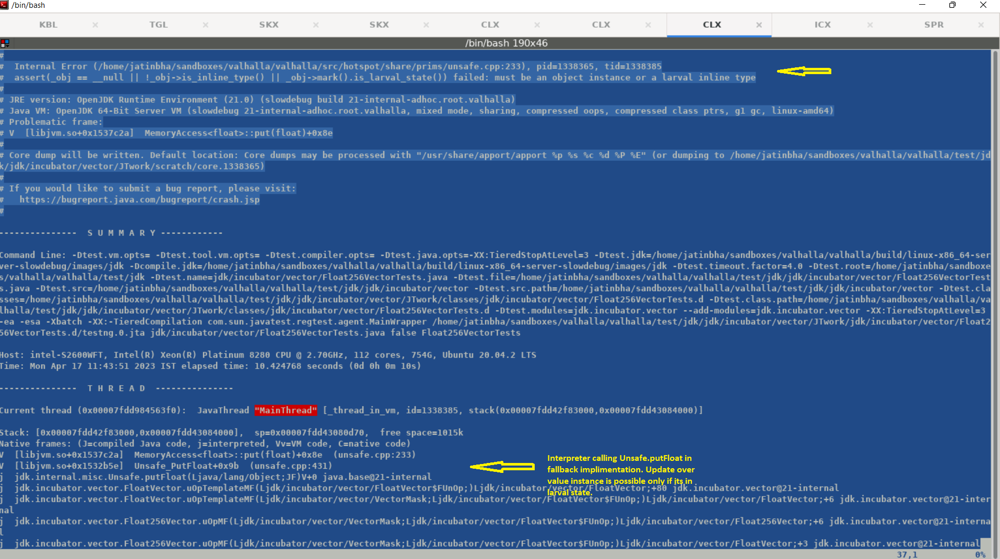 /bin/bash
KBL × TGL × SKX × SKX × CLX × CLX × CLX × ICX × SPR ×
/bin/bash 190x46
#
#  Internal Error (/home/jatinbha/sandboxes/valhalla/valhalla/src/hotspot/share/prims/unsafe.cpp:233), pid=1338365, tid=1338385
#  assert(_obj == __null || !_obj->is_inline_type() || _obj->mark().is_larval_state()) failed: must be an object instance or a larval inline type
#
# JRE version: OpenJDK Runtime Environment (21.0) (slowdebug build 21-internal-adhoc.root.valhalla)
# Java VM: OpenJDK 64-Bit Server VM (slowdebug 21-internal-adhoc.root.valhalla, mixed mode, sharing, compressed oops, compressed class ptrs, g1 gc, linux-amd64)
# Problematic frame:
# V  [libjvm.so+0x1537c2a]  MemoryAccess<float>::put(float)+0x8e
#
# Core dump will be written. Default location: Core dumps may be processed with "/usr/share/apport/apport %p %s %c %d %P %E" (or dumping to /home/jatinbha/sandboxes/valhalla/valhalla/test/jd
k/jdk/incubator/vector/JTwork/scratch/core.1338365)
#
# If you would like to submit a bug report, please visit:
#   https://bugreport.java.com/bugreport/crash.jsp
#
---------------  S U M M A R Y ------------
Command Line: -Dtest.vm.opts= -Dtest.tool.vm.opts= -Dtest.compiler.opts= -Dtest.java.opts=-XX:TieredStopAtLevel=3 -Dtest.jdk=/home/jatinbha/sandboxes/valhalla/valhalla/build/linux-x86_64-ser
ver-slowdebug/images/jdk -Dcompile.jdk=/home/jatinbha/sandboxes/valhalla/valhalla/build/linux-x86_64-server-slowdebug/images/jdk -Dtest.timeout.factor=4.0 -Dtest.root=/home/jatinbha/sandboxe
s/valhalla/valhalla/test/jdk -Dtest.name=jdk/incubator/vector/Float256VectorTests.java -Dtest.file=/home/jatinbha/sandboxes/valhalla/valhalla/test/jdk/jdk/incubator/vector/Float256VectorTest
s.java -Dtest.src=/home/jatinbha/sandboxes/valhalla/valhalla/test/jdk/jdk/incubator/vector -Dtest.src.path=/home/jatinbha/sandboxes/valhalla/valhalla/test/jdk/jdk/incubator/vector -Dtest.cla
sses=/home/jatinbha/sandboxes/valhalla/valhalla/test/jdk/jdk/incubator/vector/JTwork/classes/jdk/incubator/vector/Float256VectorTests.d -Dtest.class.path=/home/jatinbha/sandboxes/valhalla/va
lhalla/test/jdk/jdk/incubator/vector/JTwork/classes/jdk/incubator/vector/Float256VectorTests.d -Dtest.modules=jdk.incubator.vector --add-modules=jdk.incubator.vector -XX:TieredStopAtLevel=3
-ea -esa -Xbatch -XX:-TieredCompilation com.sun.javatest.regtest.agent.MainWrapper /home/jatinbha/sandboxes/valhalla/valhalla/test/jdk/jdk/incubator/vector/JTwork/jdk/incubator/vector/Float2
56VectorTests.d/testng.0.jta jdk/incubator/vector/Float256VectorTests.java false Float256VectorTests
Host: intel-S2600WFT, Intel(R) Xeon(R) Platinum 8280 CPU @ 2.70GHz, 112 cores, 754G, Ubuntu 20.04.2 LTS
Time: Mon Apr 17 11:43:51 2023 IST elapsed time: 10.424768 seconds (0d 0h 0m 10s)
---------------  T H R E A D  ---------------
Current thread (0x00007fdd984563f0):  JavaThread "MainThread" [_thread_in_vm, id=1338385, stack(0x00007fdd42f83000,0x00007fdd43084000)]
Stack: [0x00007fdd42f83000,0x00007fdd43084000],  sp=0x00007fdd43080d70,  free space=1015k
Native frames: (J=compiled Java code, j=interpreted, Vv=VM code, C=native code)
V  [libjvm.so+0x1537c2a]  MemoryAccess<float>::put(float)+0x8e  (unsafe.cpp:233)
V  [libjvm.so+0x1532b5e]  Unsafe_PutFloat+0x9b  (unsafe.cpp:431)
j  jdk.internal.misc.Unsafe.putFloat(Ljava/lang/Object;JF)V+0 java.base@21-internal
j  jdk.incubator.vector.FloatVector.uOpTemplateMF(Ljdk/incubator/vector/FloatVector$FUnOp;)Ljdk/incubator/vector/FloatVector;+80 jdk.incubator.vector@21-internal
j  jdk.incubator.vector.FloatVector.uOpTemplateMF(Ljdk/incubator/vector/VectorMask;Ljdk/incubator/vector/FloatVector$FUnOp;)Ljdk/incubator/vector/FloatVector;+6 jdk.incubator.vector@21-inter
nal
j  jdk.incubator.vector.Float256Vector.uOpMF(Ljdk/incubator/vector/VectorMask;Ljdk/incubator/vector/FloatVector$FUnOp;)Ljdk/incubator/vector/Float256Vector;+6 jdk.incubator.vector@21-interna
l
j  jdk.incubator.vector.Float256Vector.uOpMF(Ljdk/incubator/vector/VectorMask;Ljdk/incubator/vector/FloatVector$FUnOp;)Ljdk/incubator/vector/FloatVector;+3 jdk.incubator.vector@21-internal
Interpreter calling Unsafe.putFloat in
fallback implimentation. Update over
value instance is possible only if its in
larval state.
37,1 0%